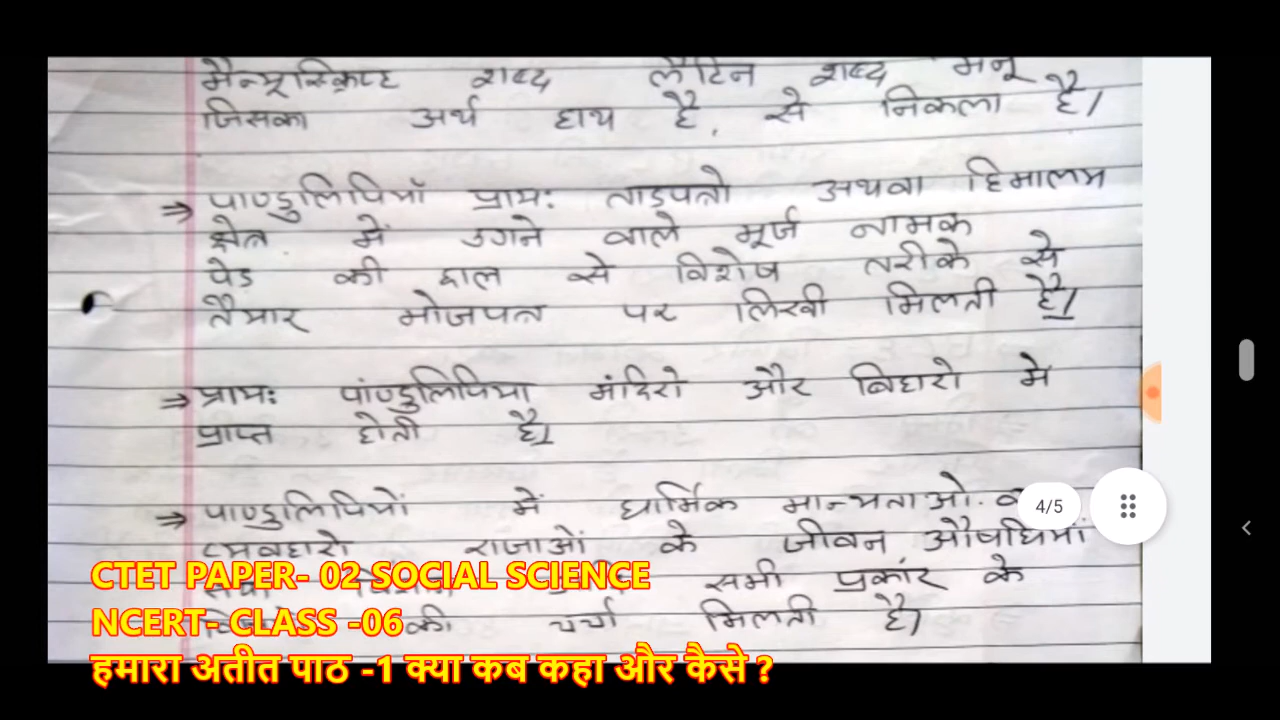 मैन्यूस्क्रिप्ट शब्द लैटिन शब्द मनू
जिसका अर्थ हाथ है, से निकला है।
⇒ पाण्डुलिपियाँ प्रायः ताडपत्रो अथवा हिमालय
क्षेत्र में उगने वाले भूर्ज नामक
पेड की छाल से विशेष तरीके से
तैयार भोजपत्र पर लिखी मिलती है।
⇒ प्रायः पांण्डुलिपिया मंदिरो और विहारो मे
प्राप्त होती है।
⇒ पाण्डुलिपियों में धार्मिक मान्यताओ.
व्यवहारो राजाओं के जीवन, औषधियां
सभी प्रकार के
की चर्चा मिलती है।
4/5
CTET PAPER- 02 SOCIAL SCIENCE
NCERT- CLASS -06
हमारा अतीत पाठ -1 क्या कब कहा और कैसे ?